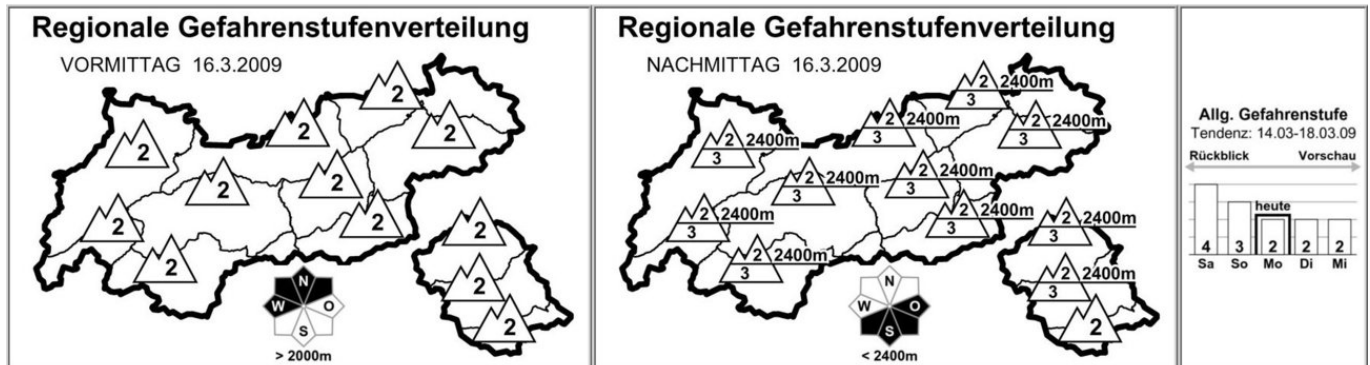 Regionale Gefahrenstufenverteilung
VORMITTAG 16.3.2009
2
2
2
2
2
2
2
2
2
2
2
2
N
W O
S
> 2000m
Regionale Gefahrenstufenverteilung
NACHMITTAG 16.3.2009
2 2400m
3
2 2400m
3
2 2400m
3
2 2400m
3
2 2400m
3
2 2400m
3
2 2400m
3
2 2400m
3
2 2400m
3
2 2400m
3
2 2400m
3
2
N
W O
S
< 2400m
Allg. Gefahrenstufe
Tendenz: 14.03-18.03.09
Rückblick Vorschau
heute
4 3 2 2 2
Sa So Mo Di Mi